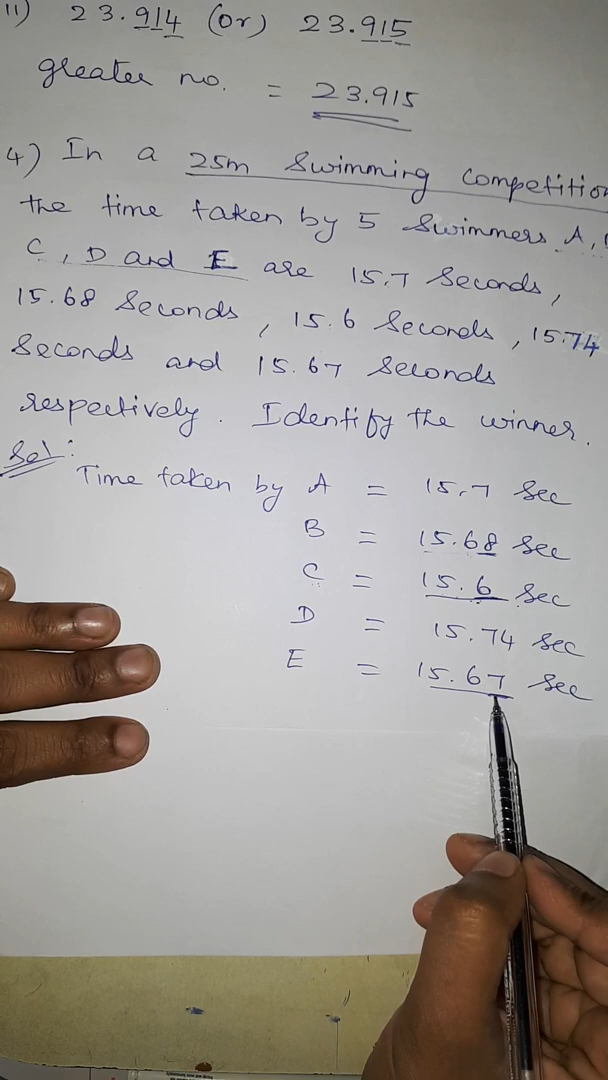 11) 23.914 (or) 23.915
greater no. = 23.915
4) In a 25m Swimming Competition
the time taken by 5 Swimmers A,
C, D and E are 15.7 Seconds,
15.68 Seconds, 15.6 Seconds, 15.74
Seconds and 15.67 Seconds
respectively. Identify the winner.
Sol:
Time taken by A = 15.7 Sec
B = 15.68 Sec
C = 15.6 Sec
D = 15.74 Sec
E = 15.67 Sec